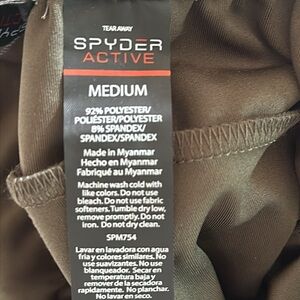 TEAR AWAY
SPYDER
ACTIVE
MEDIUM
92% POLYESTER/
POLIÉSTER/POLYESTER
8% SPANDEX/
SPANDEX/SPANDEX
Made in Myanmar
Hecho en Myanmar
Fabriqué au Myanmar
Machine wash cold with
like colors. Do not use
bleach. Do not use fabric
softeners. Tumble dry low,
remove promptly. Do not
iron. Do not dry clean.
SPM754
Lavar en lavadora con agua
fria y colores similares. No
use suavizantes. No use
blanqueador. Secar en
temperatura baja y
remover de la secadora
rapidamente. No planchar.
No lavar en seco.